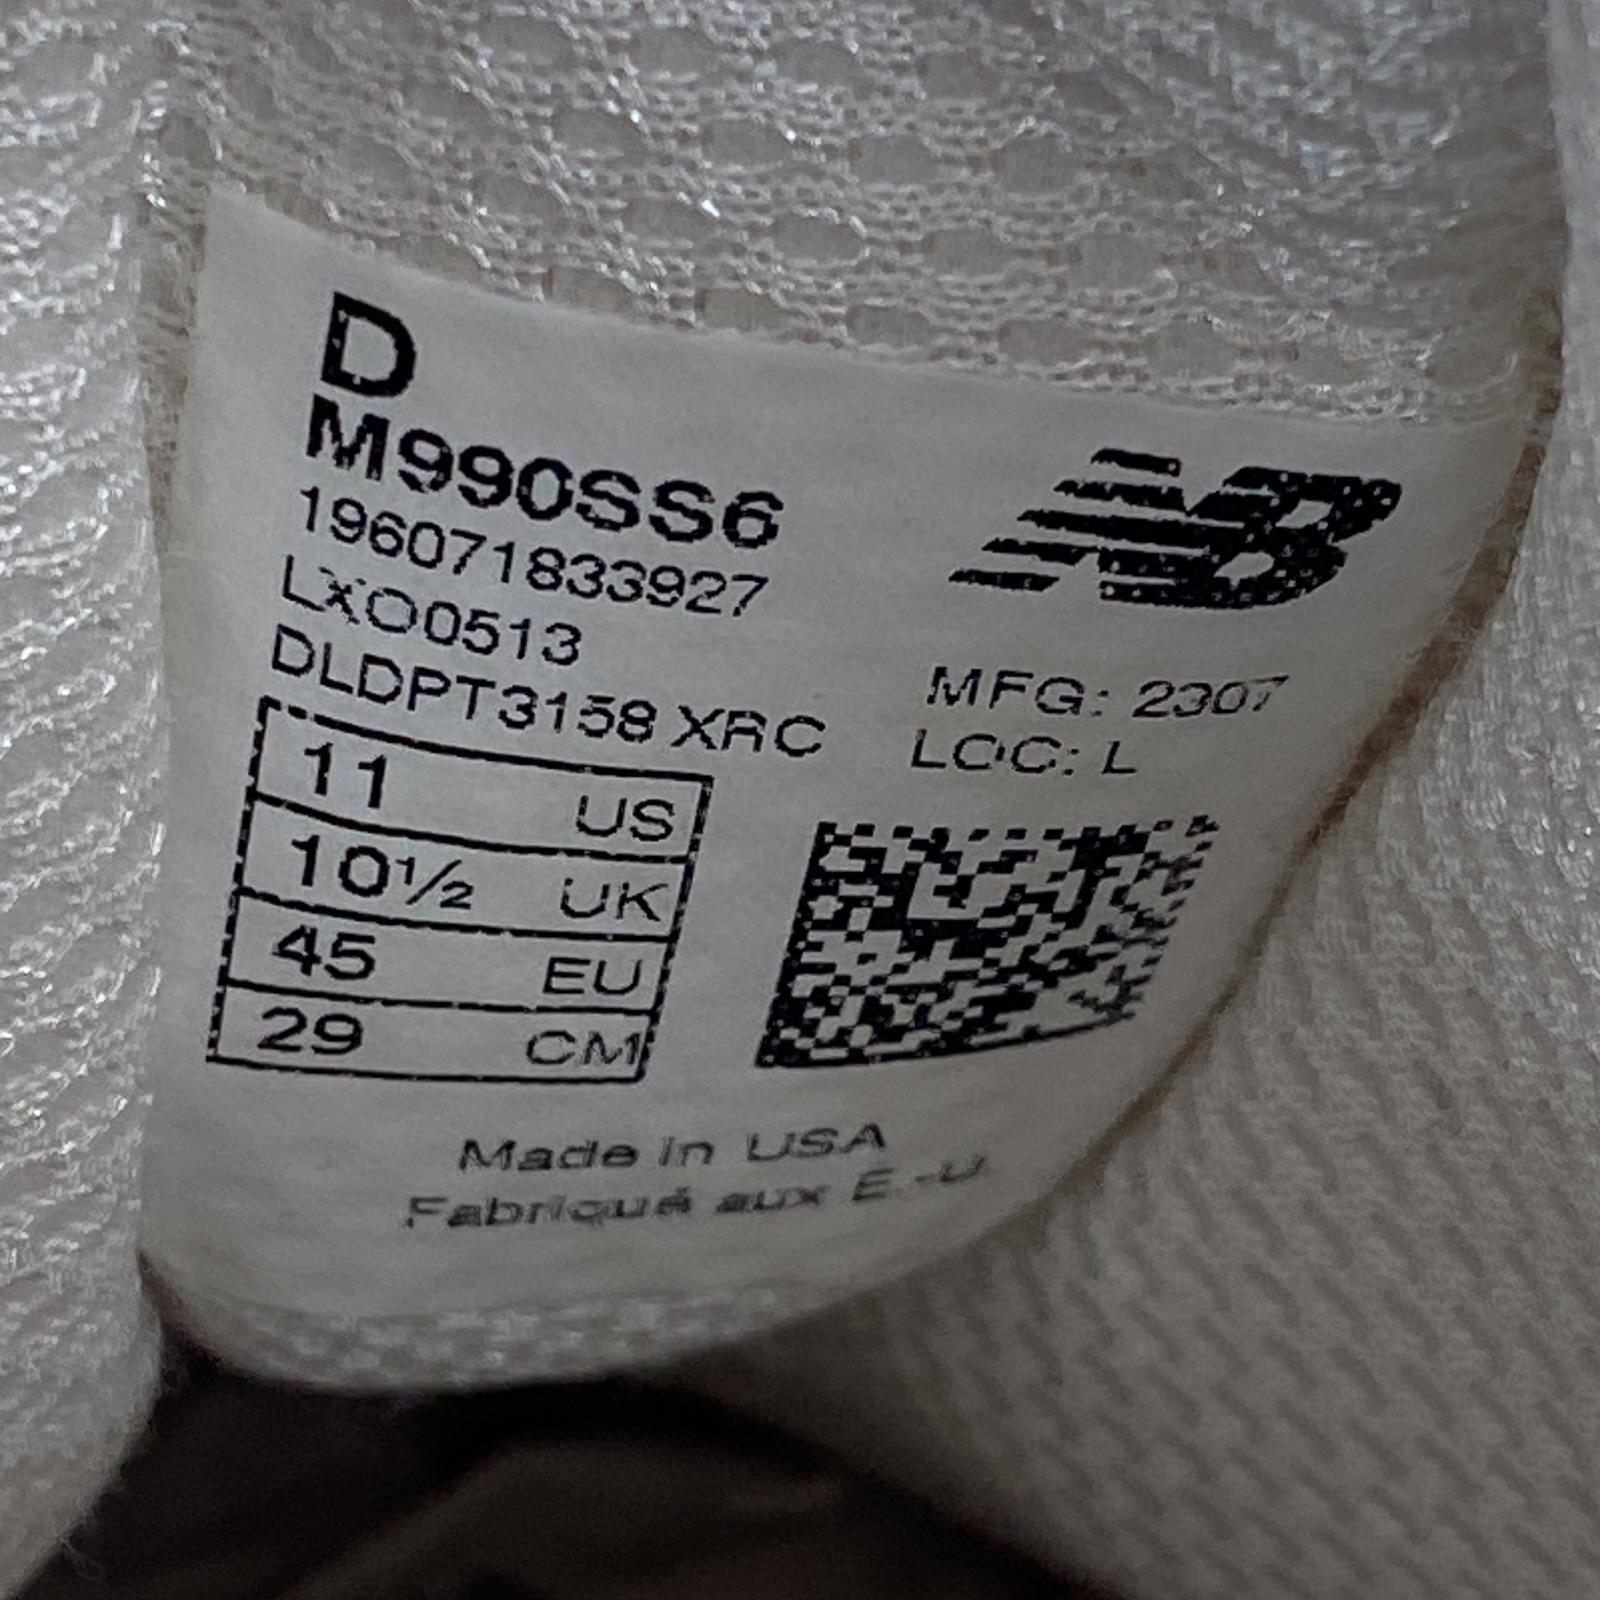 D
M990SS6
196071833927
LXO0513
DLDPT3158 XRC
NB
MFG: 2307
LOC: L
11 US
10½ UK
45 EU
29 CM
Made in USA
Fabriqué aux É.-U.